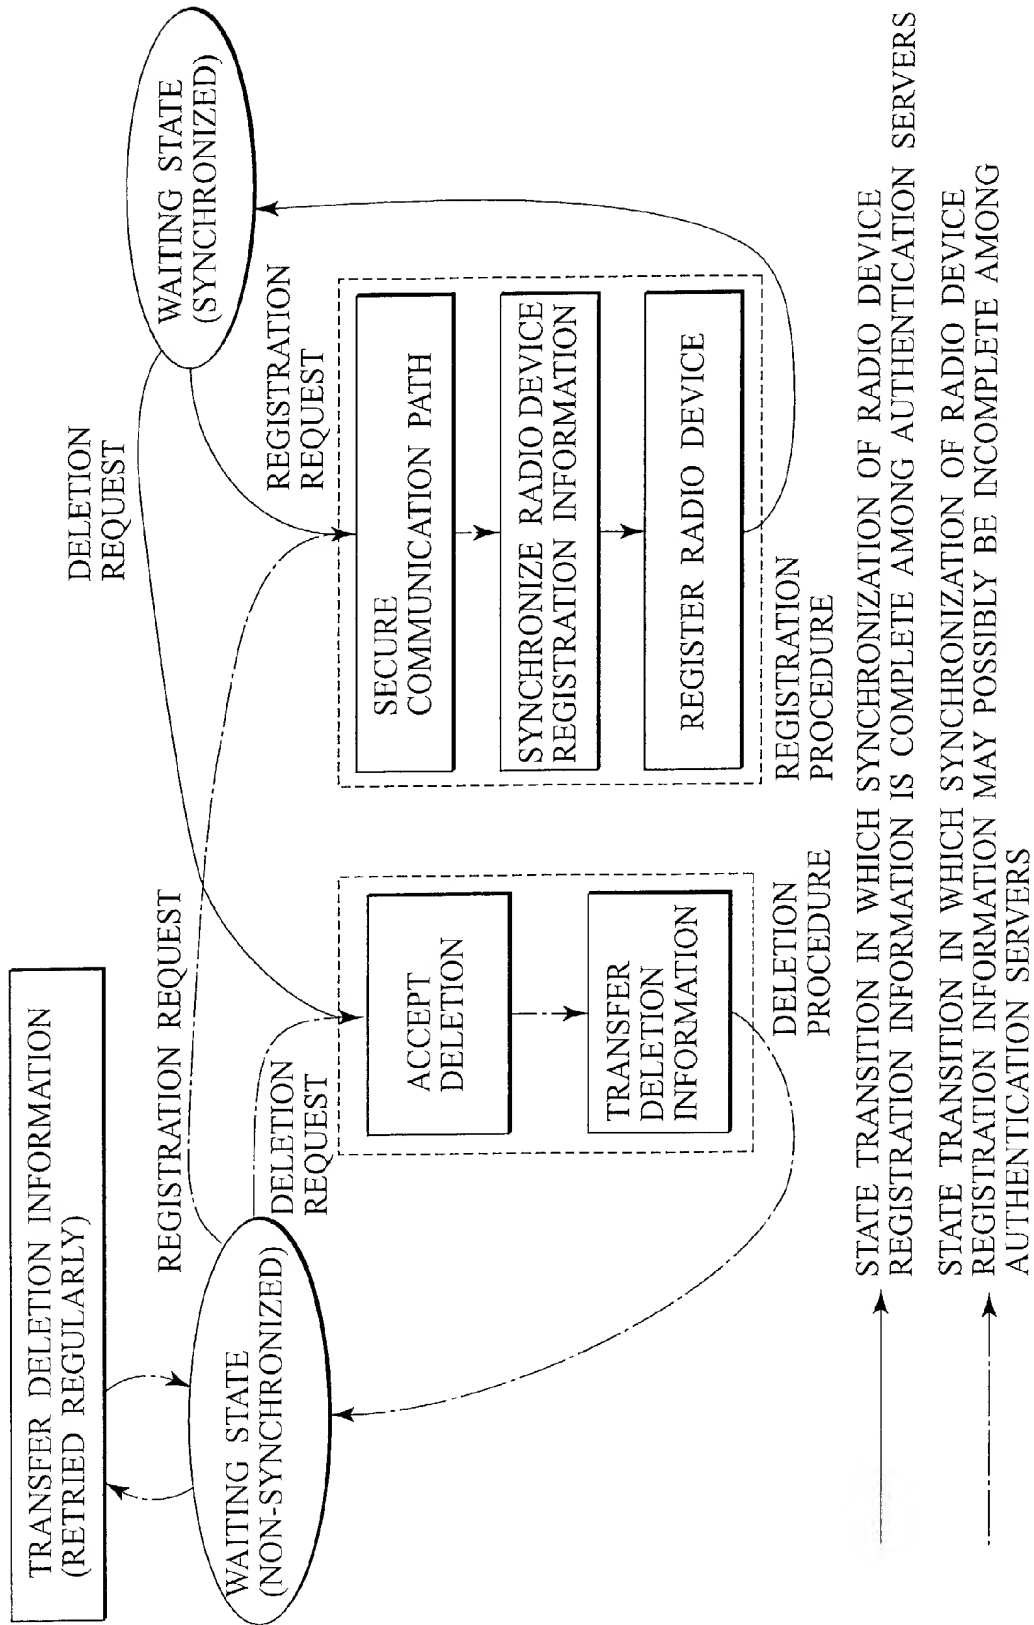 TRANSFER DELETION INFORMATION
(RETRIED REGULARLY)
WAITING STATE
(NON-SYNCHRONIZED)
REGISTRATION REQUEST
DELETION
REQUEST
DELETION
REQUEST
WAITING STATE
(SYNCHRONIZED)
REGISTRATION
REQUEST
ACCEPT
DELETION
TRANSFER
DELETION
INFORMATION
DELETION
PROCEDURE
SECURE
COMMUNICATION PATH
SYNCHRONIZE RADIO DEVICE
REGISTRATION INFORMATION
REGISTER RADIO DEVICE
REGISTRATION
PROCEDURE
STATE TRANSITION IN WHICH SYNCHRONIZATION OF RADIO DEVICE
REGISTRATION INFORMATION IS COMPLETE AMONG AUTHENTICATION SERVERS
STATE TRANSITION IN WHICH SYNCHRONIZATION OF RADIO DEVICE
REGISTRATION INFORMATION MAY POSSIBLY BE INCOMPLETE AMONG
AUTHENTICATION SERVERS